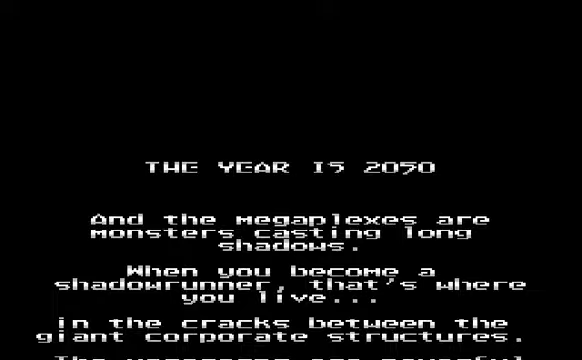 THE YEAR IS 2050
And the megaplexes are
monsters casting long
shadows.
When you become a
shadowrunner, that's where
you live...
in the cracks between the
giant corporate structures.